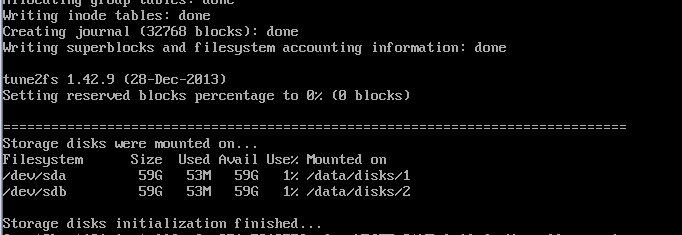 Allocating group tables: done
Writing inode tables: done
Creating journal (32768 blocks): done
Writing superblocks and filesystem accounting information: done
tune2fs 1.42.9 (28-Dec-2013)
Setting reserved blocks percentage to 0% (0 blocks)
==============================================================================
Storage disks were mounted on...
Filesystem Size Used Avail Use% Mounted on
/dev/sda 59G 53M 59G 1% /data/disks/1
/dev/sdb 59G 53M 59G 1% /data/disks/2
Storage disks initialization finished...